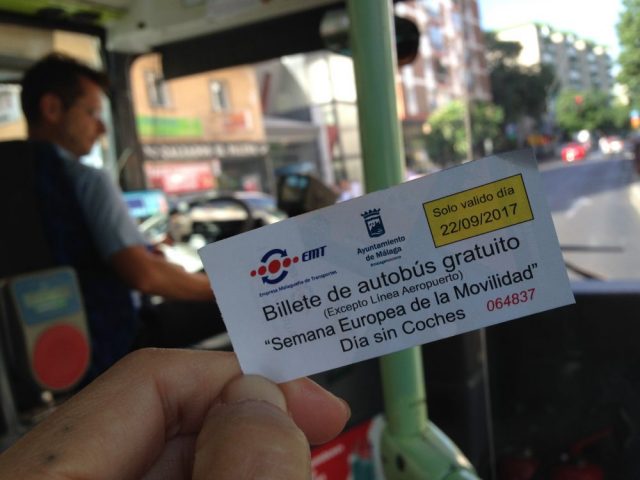 EMT
Empresa Malagueña de Transportes
Ayuntamiento
de Málaga
Solo valido día
22/09/2017
Billete de autobús gratuito
(Excepto Línea Aeropuerto)
"Semana Europea de la Movilidad"
Día sin Coches
064837